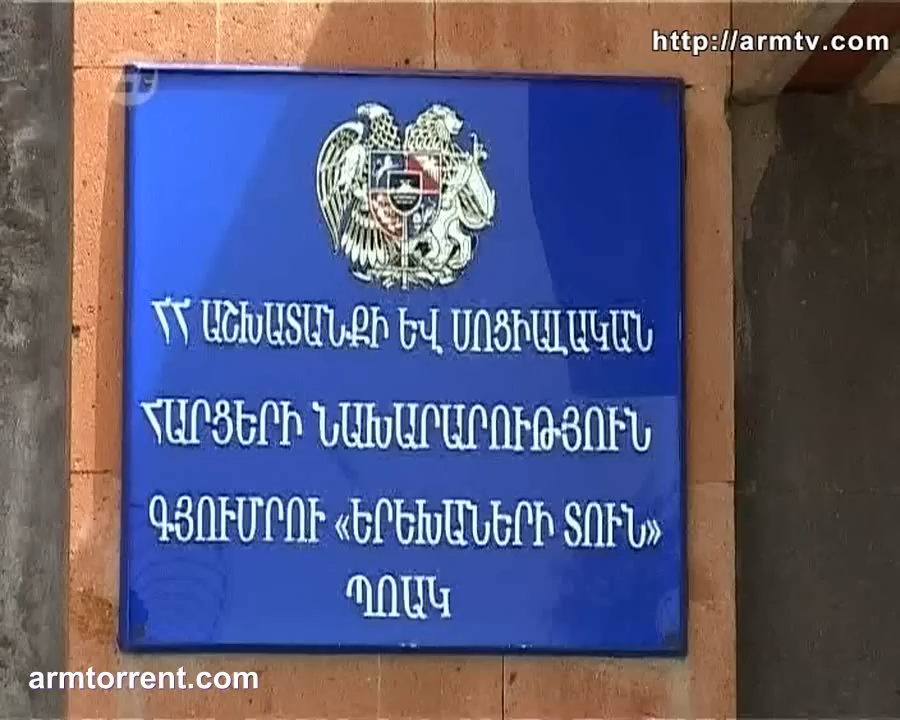 http://armtv.com
ՀՀ ԱՇԽԱՏԱՆՔԻ ԵՎ ՍՈՑԻԱԼԱԿԱՆ
ՀԱՐՑԵՐԻ ՆԱԽԱՐԱՐՈՒԹՅՈՒՆ
ԳՅՈՒՄՐՈՒ «ԵՐԵԽԱՆԵՐԻ ՏՈՒՆ»
ՊՈԱԿ
armtorrent.com